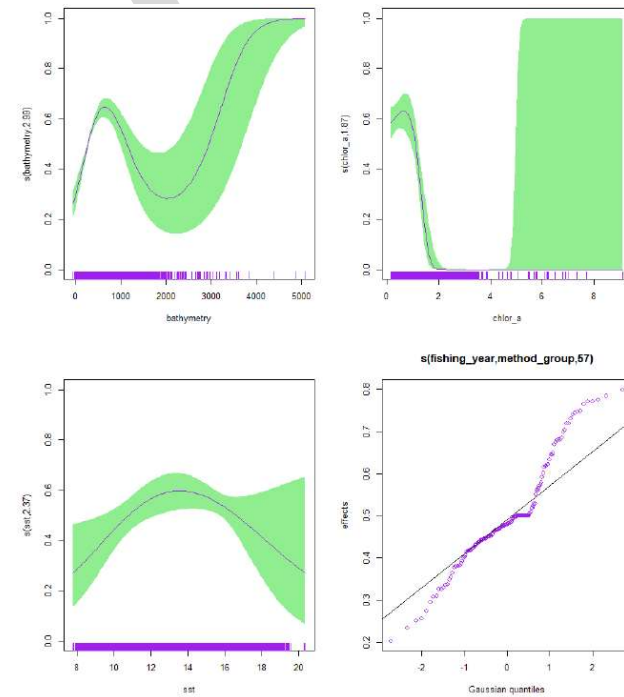 s(bathymetry,2.99)
0.0 0.2 0.4 0.6 0.8 1.0
0 1000 2000 3000 4000 5000
bathymetry
s(chlor_a,1.87)
0.0 0.2 0.4 0.6 0.8 1.0
0 2 4 6 8
chlor_a
s(sst,2.37)
0.0 0.2 0.4 0.6 0.8 1.0
8 10 12 14 16 18 20
sst
s(fishing_year,method_group,57)
effects
0.2 0.3 0.4 0.5 0.6 0.7 0.8
-2 -1 0 1 2
Gaussian quantiles